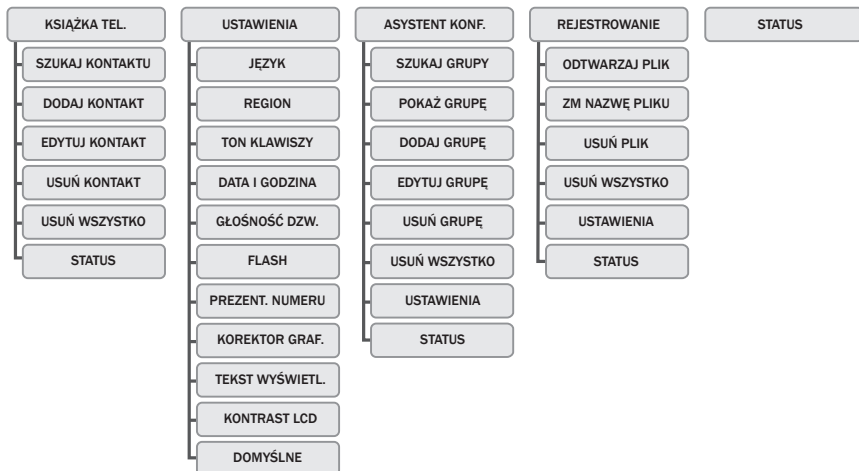 KSIĄŻKA TEL.
SZUKAJ KONTAKTU
DODAJ KONTAKT
EDYTUJ KONTAKT
USUŃ KONTAKT
USUŃ WSZYSTKO
STATUS
USTAWIENIA
JĘZYK
REGION
TON KLAWISZY
DATA I GODZINA
GŁOŚNOŚĆ DZW.
FLASH
PREZENT. NUMERU
KOREKTOR GRAF.
TEKST WYŚWIETL.
KONTRAST LCD
DOMYŚLNE
ASYSTENT KONF.
SZUKAJ GRUPY
POKAŻ GRUPĘ
DODAJ GRUPĘ
EDYTUJ GRUPĘ
USUŃ GRUPĘ
USUŃ WSZYSTKO
USTAWIENIA
STATUS
REJESTROWANIE
ODTWARZAJ PLIK
ZM NAZWĘ PLIKU
USUŃ PLIK
USUŃ WSZYSTKO
USTAWIENIA
STATUS
STATUS